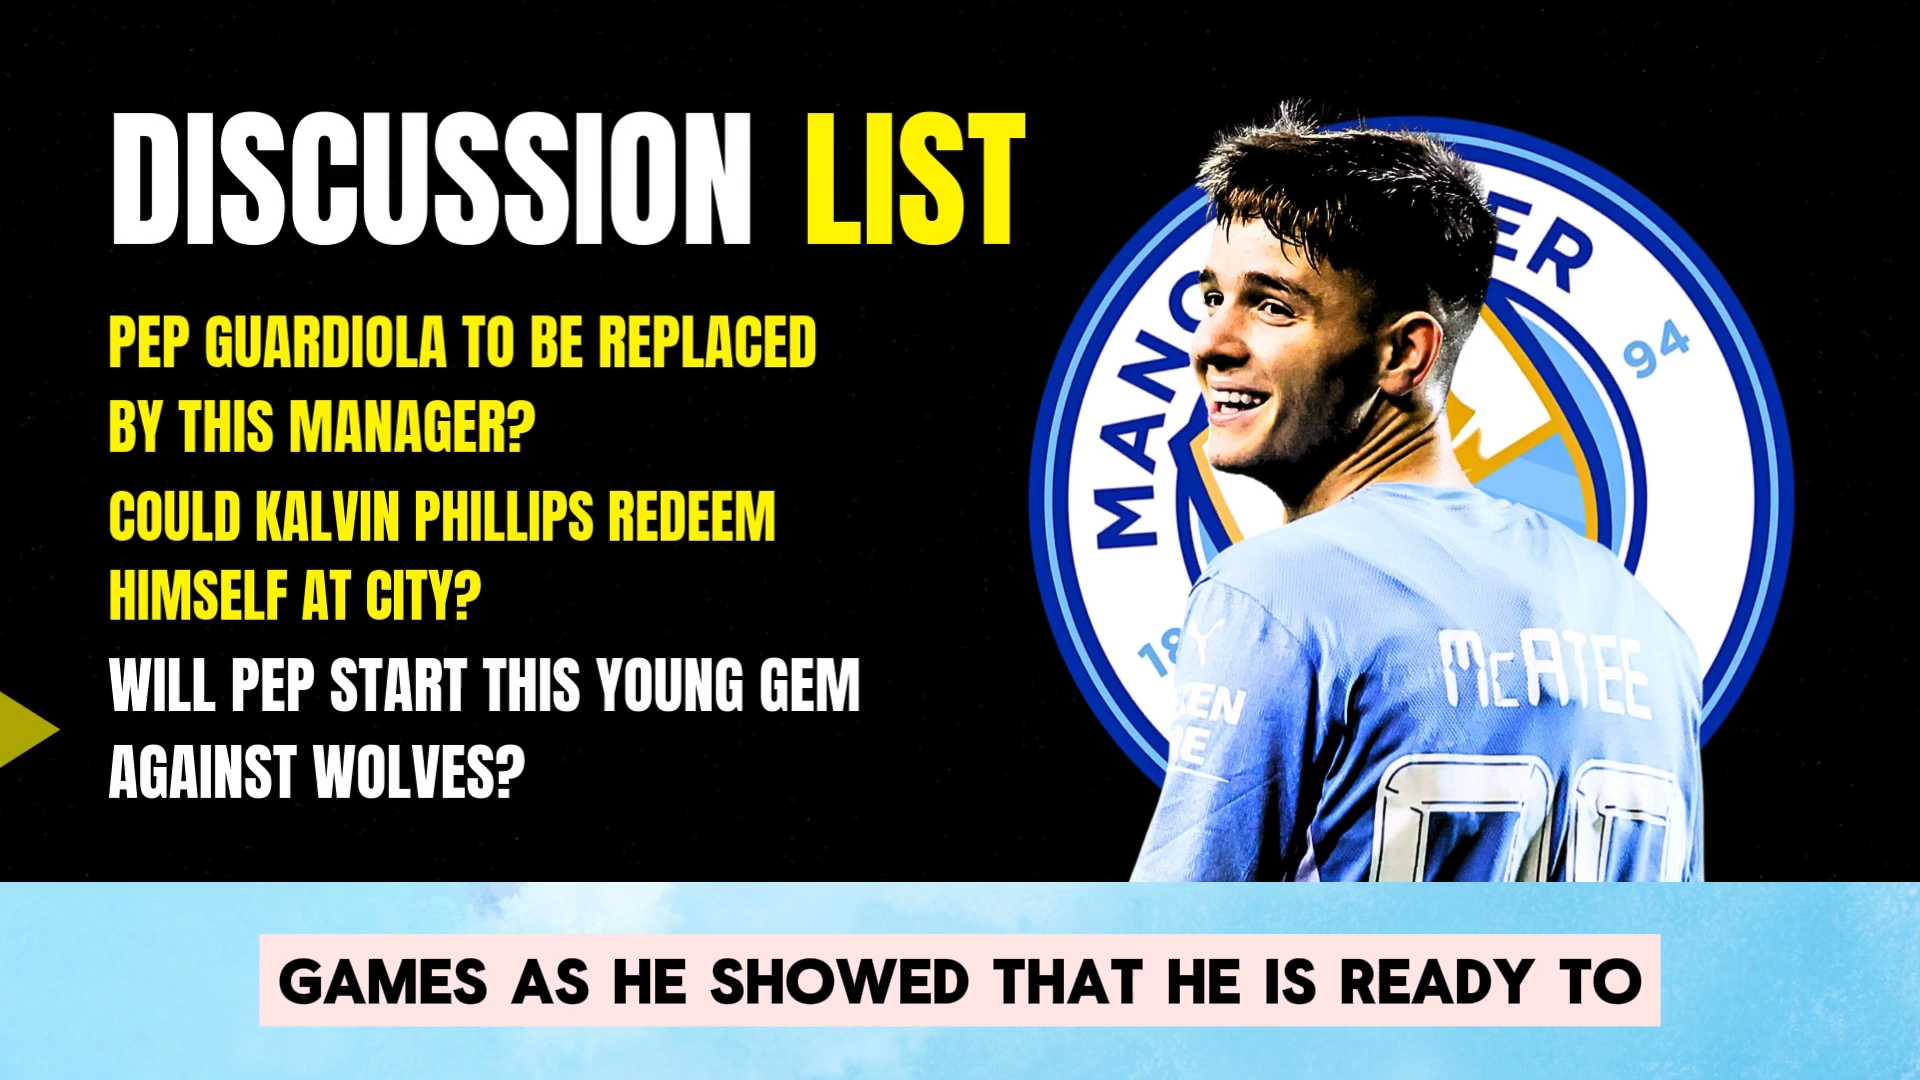 DISCUSSION LIST
PEP GUARDIOLA TO BE REPLACED
BY THIS MANAGER?
COULD KALVIN PHILLIPS REDEEM
HIMSELF AT CITY?
WILL PEP START THIS YOUNG GEM
AGAINST WOLVES?
94
18
McATEE
GAMES AS HE SHOWED THAT HE IS READY TO